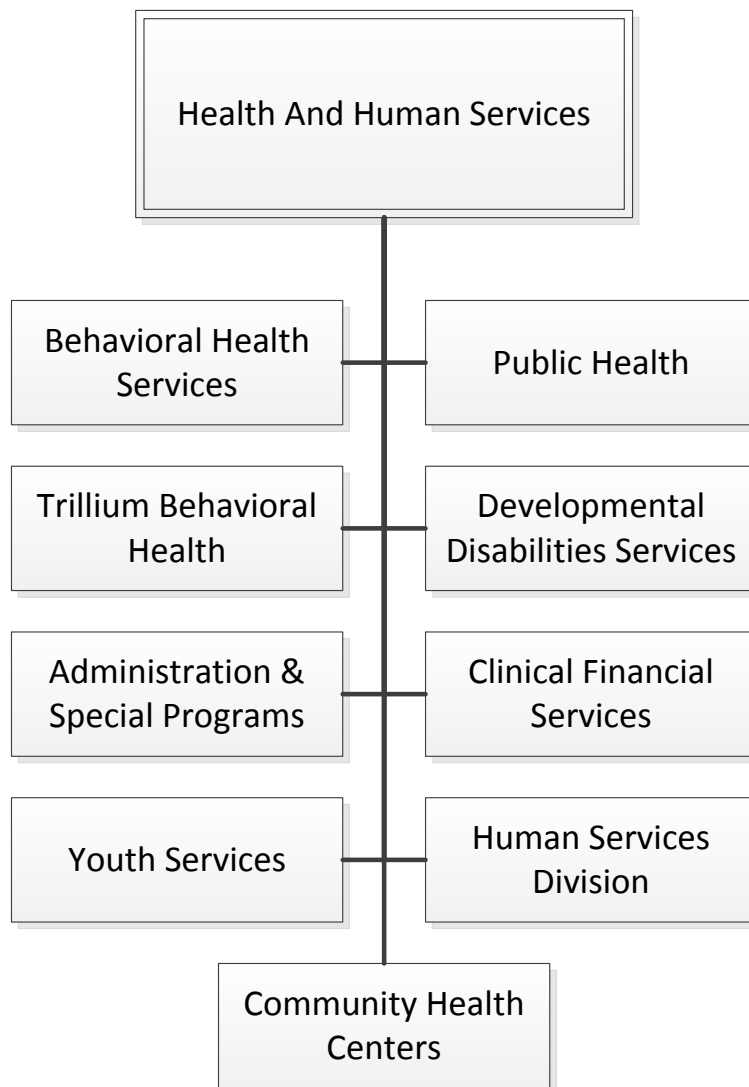 Health And Human Services
Behavioral Health
Services
Public Health
Trillium Behavioral
Health
Developmental
Disabilities Services
Administration &
Special Programs
Clinical Financial
Services
Youth Services
Human Services
Division
Community Health
Centers